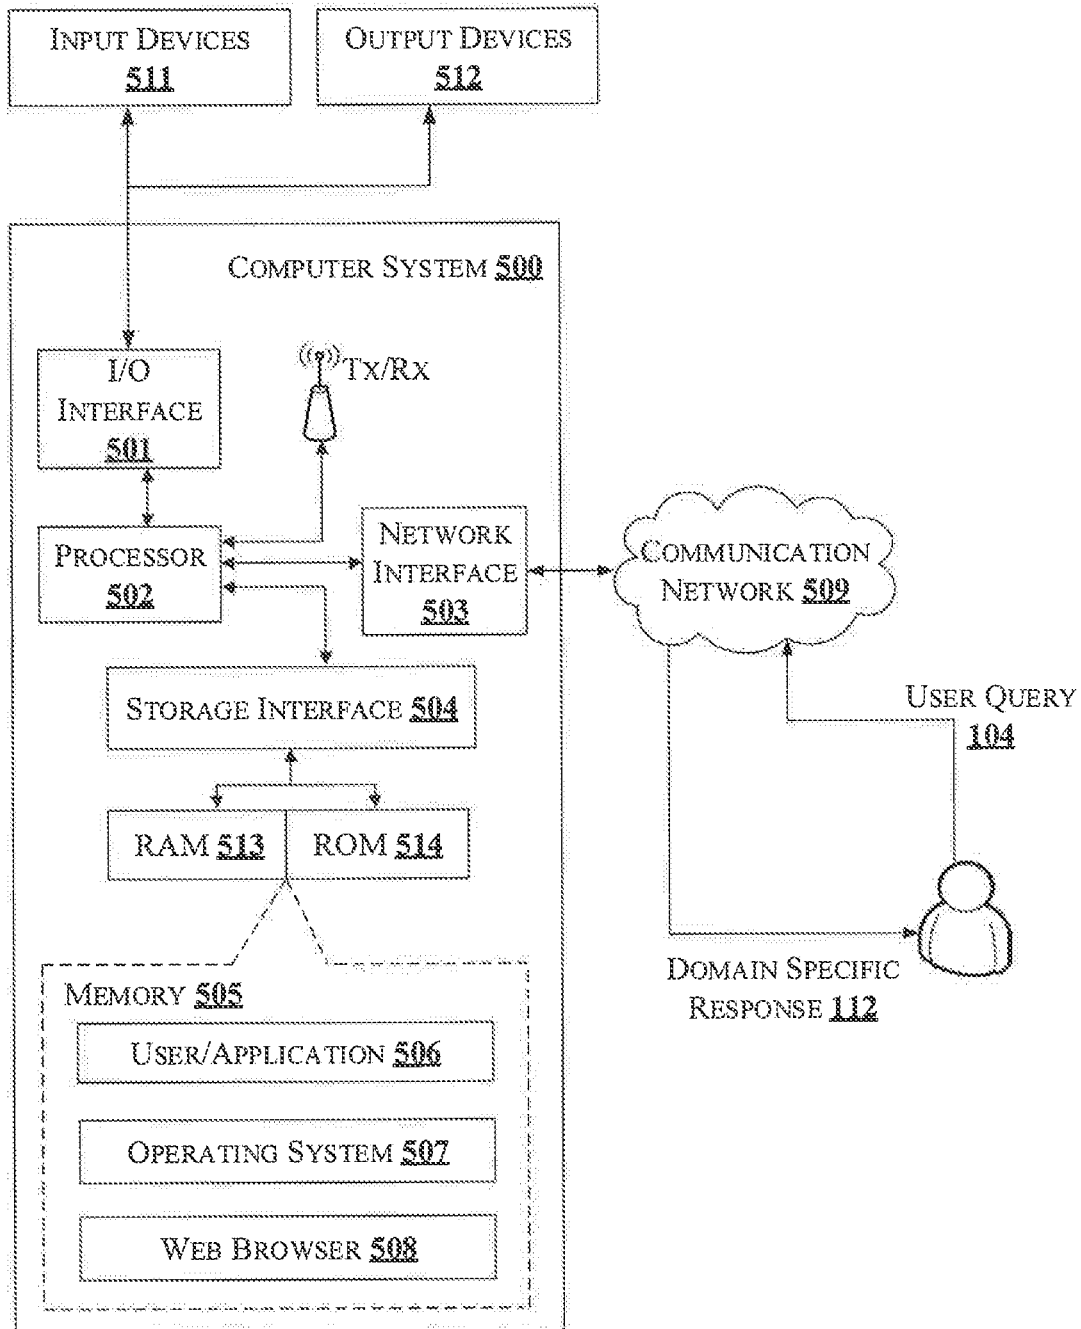 INPUT DEVICES
511
OUTPUT DEVICES
512
COMPUTER SYSTEM 500
I/O
INTERFACE
501
TX/RX
PROCESSOR
502
NETWORK
INTERFACE
503
COMMUNICATION
NETWORK 509
STORAGE INTERFACE 504
USER QUERY
104
RAM 513
ROM 514
DOMAIN SPECIFIC
RESPONSE 112
MEMORY 505
USER/APPLICATION 506
OPERATING SYSTEM 507
WEB BROWSER 508